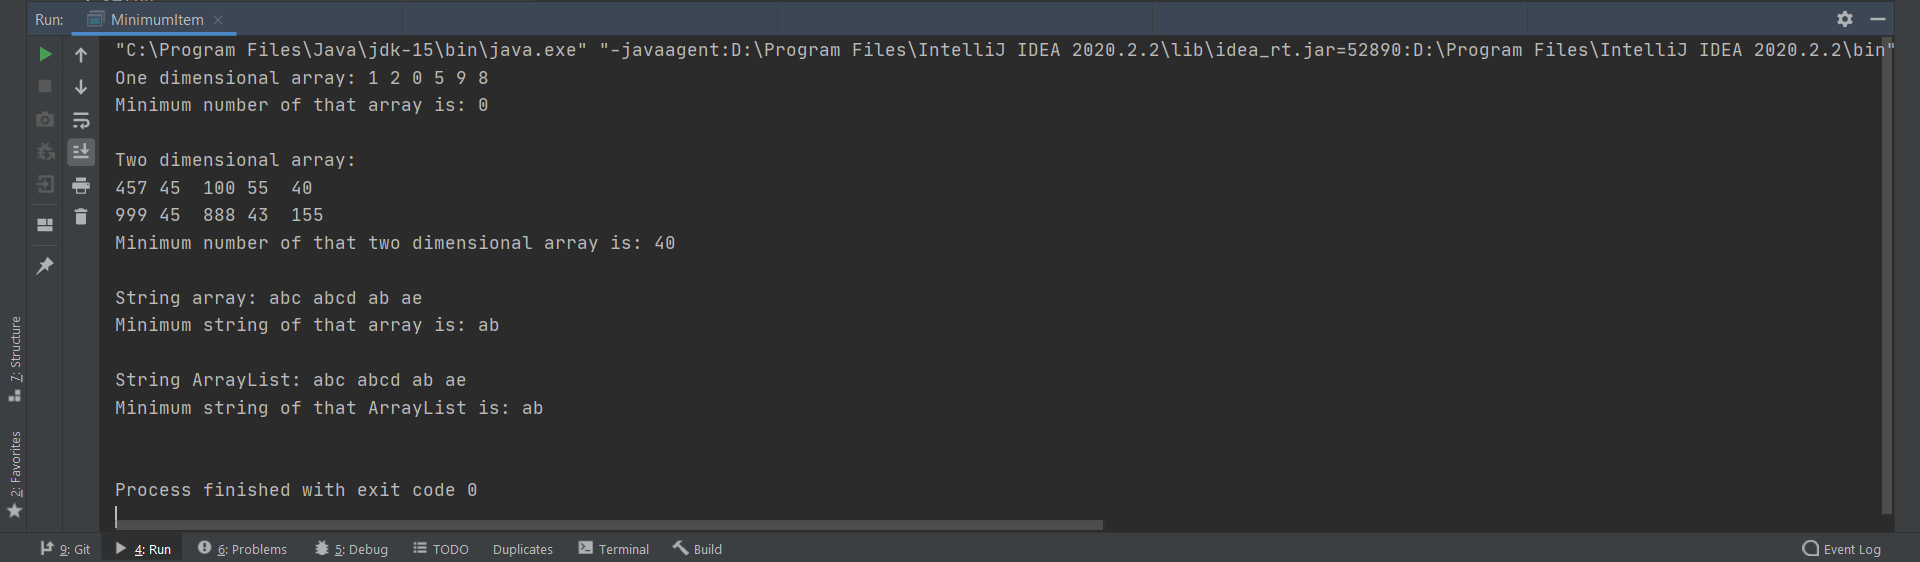 Run: MinimumItem
"C:\Program Files\Java\jdk-15\bin\java.exe" "-javaagent:D:\Program Files\IntelliJ IDEA 2020.2.2\lib\idea_rt.jar=52890:D:\Program Files\IntelliJ IDEA 2020.2.2\bin"
One dimensional array: 1 2 0 5 9 8
Minimum number of that array is: 0
Two dimensional array:
457 45  100 55  40
999 45  888 43  155
Minimum number of that two dimensional array is: 40
String array: abc abcd ab ae
Minimum string of that array is: ab
String ArrayList: abc abcd ab ae
Minimum string of that ArrayList is: ab
Process finished with exit code 0
7: Structure
2: Favorites
9: Git 4: Run 6: Problems 5: Debug TODO Duplicates Terminal Build Event Log